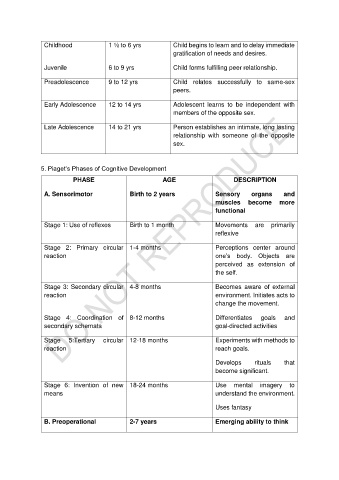 Childhood 1 ½ to 6 yrs Child begins to learn and to delay immediate
gratification of needs and desires.
Juvenile 6 to 9 yrs Child forms fulfilling peer relationship.
Preadolescence 9 to 12 yrs Child relates successfully to same-sex
peers.
Early Adolescence 12 to 14 yrs Adolescent learns to be independent with
members of the opposite sex.
Late Adolescence 14 to 21 yrs Person establishes an intimate, long lasting
relationship with someone of the opposite
sex.
5. Piaget's Phases of Cognitive Development
PHASE AGE DESCRIPTION
A. Sensorimotor Birth to 2 years Sensory organs and
muscles become more
functional
Stage 1: Use of reflexes Birth to 1 month Movements are primarily
reflexive
Stage 2: Primary circular 1-4 months Perceptions center around
reaction one's body. Objects are
perceived as extension of
the self.
Stage 3: Secondary circular 4-8 months Becomes aware of external
reaction environment. Initiates acts to
change the movement.
Stage 4: Coordination of 8-12 months Differentiates goals and
secondary schemata goal-directed activities
Stage 5:Tertiary circular 12-18 months Experiments with methods to
reaction reach goals.
Develops rituals that
become significant.
Stage 6: Invention of new 18-24 months Use mental imagery to
means understand the environment.
Uses fantasy
B. Preoperational 2-7 years Emerging ability to think
DO NOT REPRODUCE